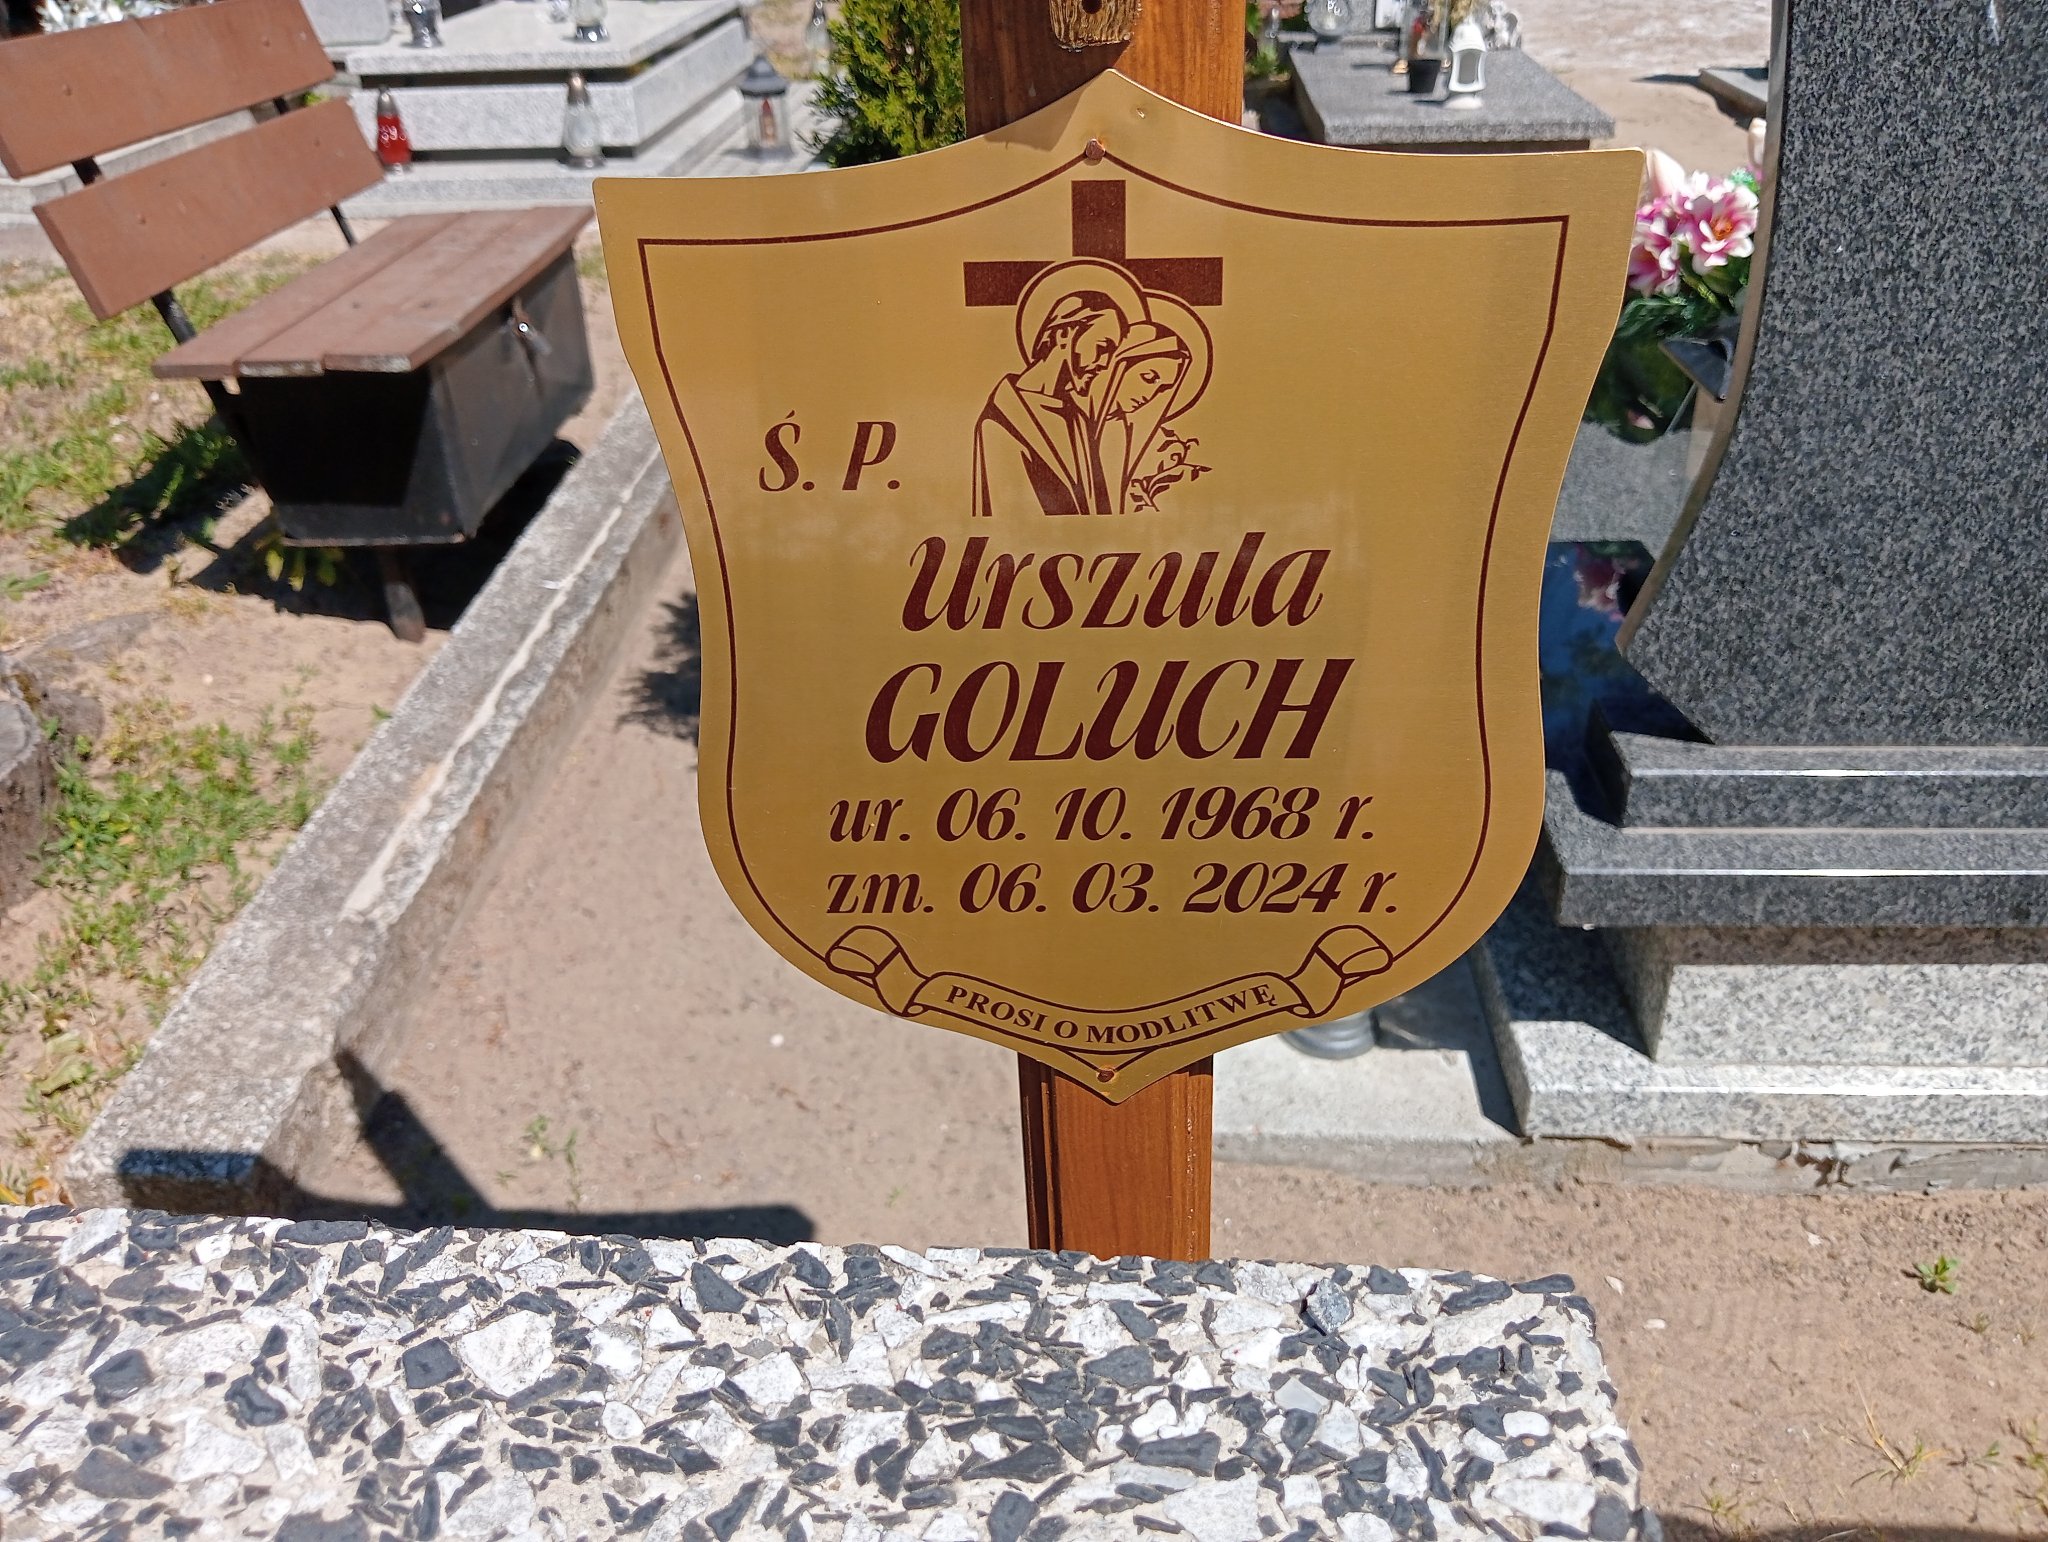 Ś. P.
Urszula
GOLUCH
ur. 06. 10. 1968 r.
zm. 06. 03. 2024 r.
PROSI O MODLITWĘ